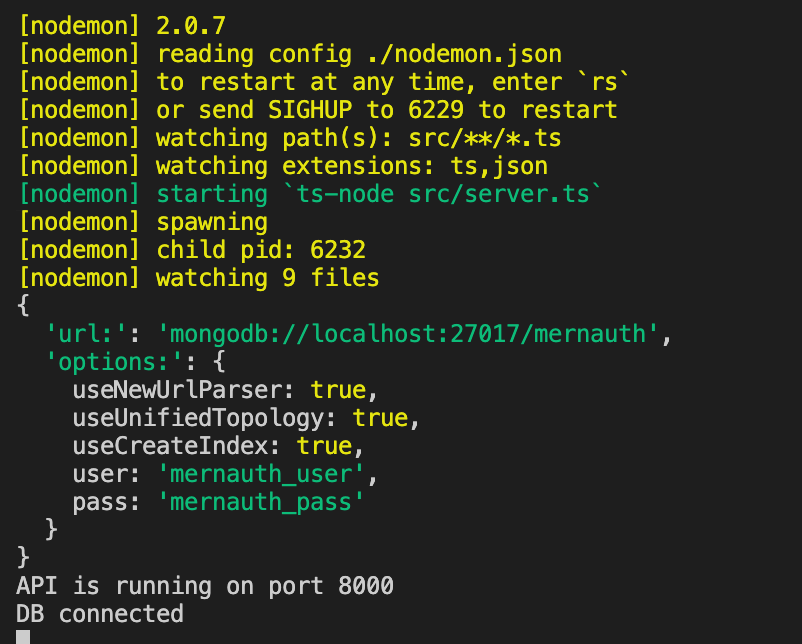 [nodemon] 2.0.7
[nodemon] reading config ./nodemon.json
[nodemon] to restart at any time, enter `rs`
[nodemon] or send SIGHUP to 6229 to restart
[nodemon] watching path(s): src/**/*.ts
[nodemon] watching extensions: ts,json
[nodemon] starting `ts-node src/server.ts`
[nodemon] spawning
[nodemon] child pid: 6232
[nodemon] watching 9 files
{
  'url:': 'mongodb://localhost:27017/mernauth',
  'options:': {
    useNewUrlParser: true,
    useUnifiedTopology: true,
    useCreateIndex: true,
    user: 'mernauth_user',
    pass: 'mernauth_pass'
  }
}
API is running on port 8000
DB connected